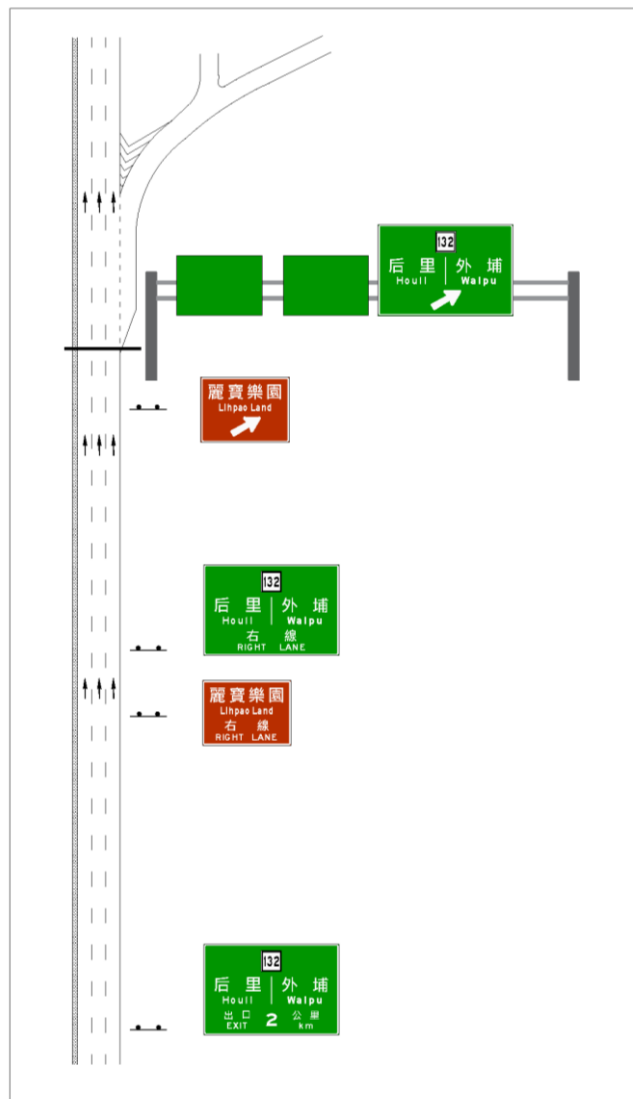 132
后里 外埔
Houli Waipu
麗寶樂園
Lihpao Land
132
后里 外埔
Houli Waipu
右線
RIGHT LANE
麗寶樂園
Lihpao Land
右線
RIGHT LANE
132
后里 外埔
Houli Waipu
出口 2 公里
EXIT km